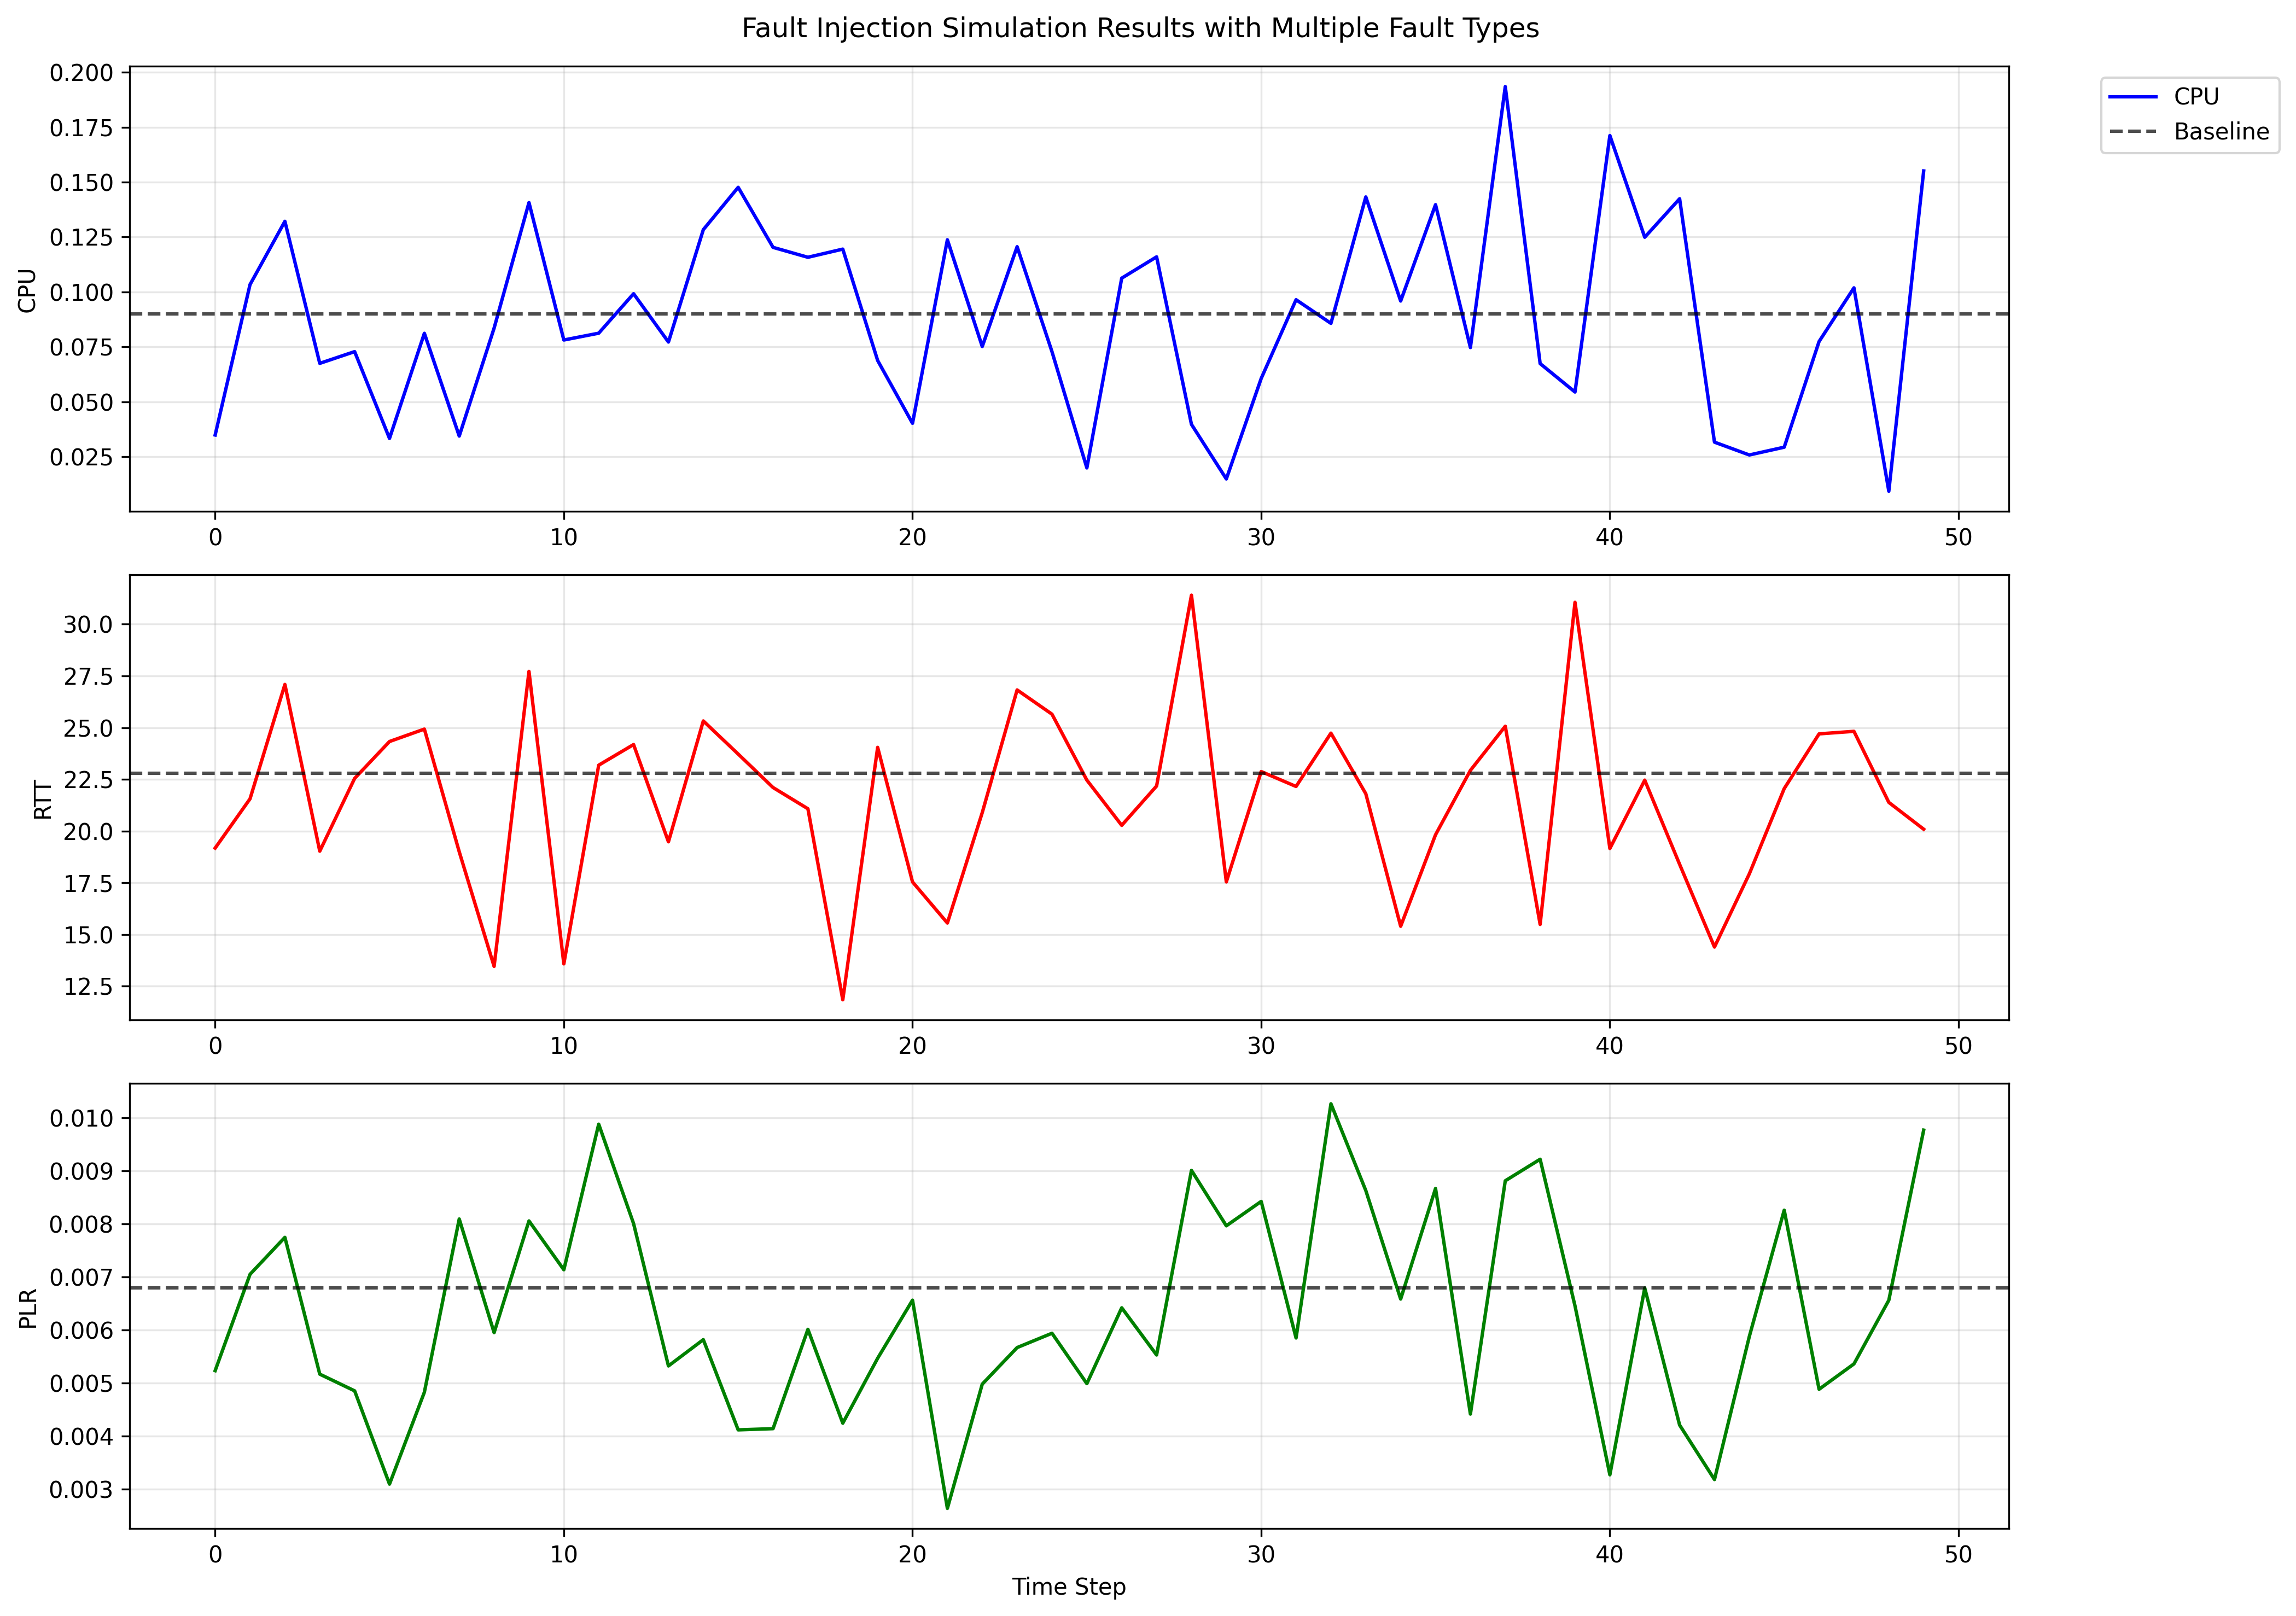 Fault Injection Simulation Results with Multiple Fault Types
CPU
0.200
0.175
0.150
0.125
0.100
0.075
0.050
0.025
0 10 20 30 40 50
CPU
Baseline
RTT
30.0
27.5
25.0
22.5
20.0
17.5
15.0
12.5
0 10 20 30 40 50
PLR
0.010
0.009
0.008
0.007
0.006
0.005
0.004
0.003
0 10 20 30 40 50
Time Step